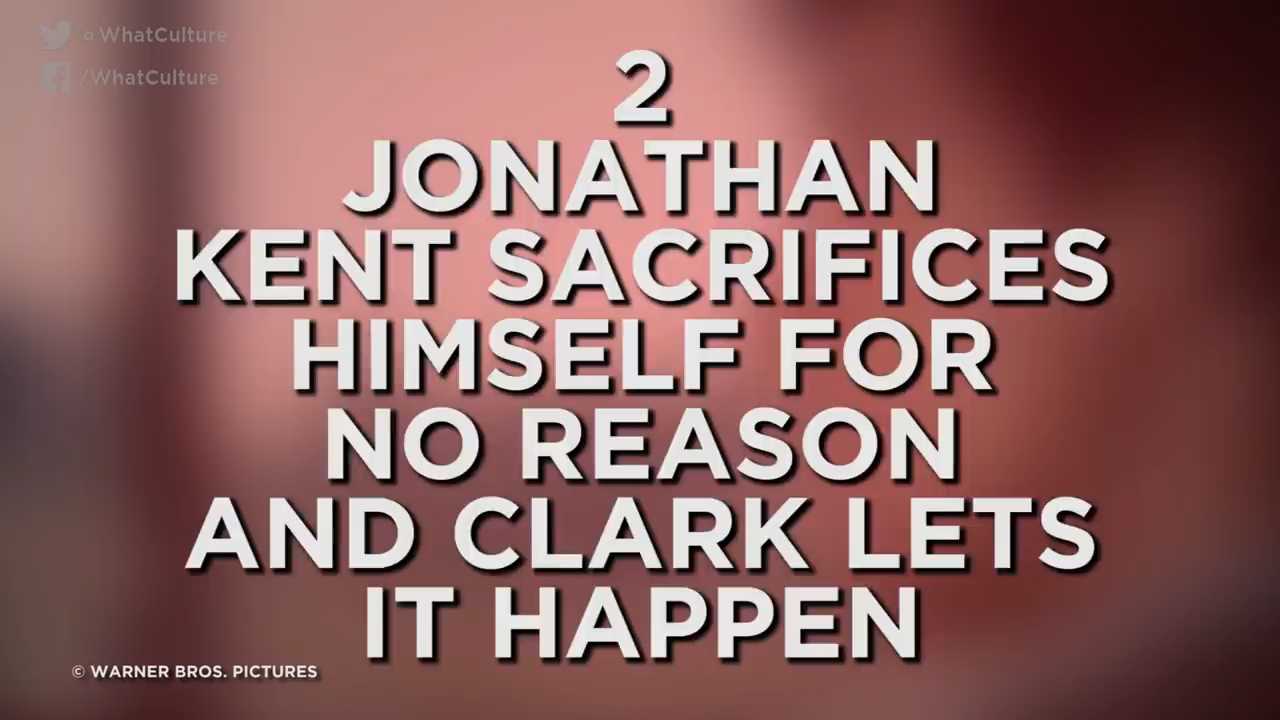 @WhatCulture
/WhatCulture
2
JONATHAN
KENT SACRIFICES
HIMSELF FOR
NO REASON
AND CLARK LETS
IT HAPPEN
© WARNER BROS. PICTURES